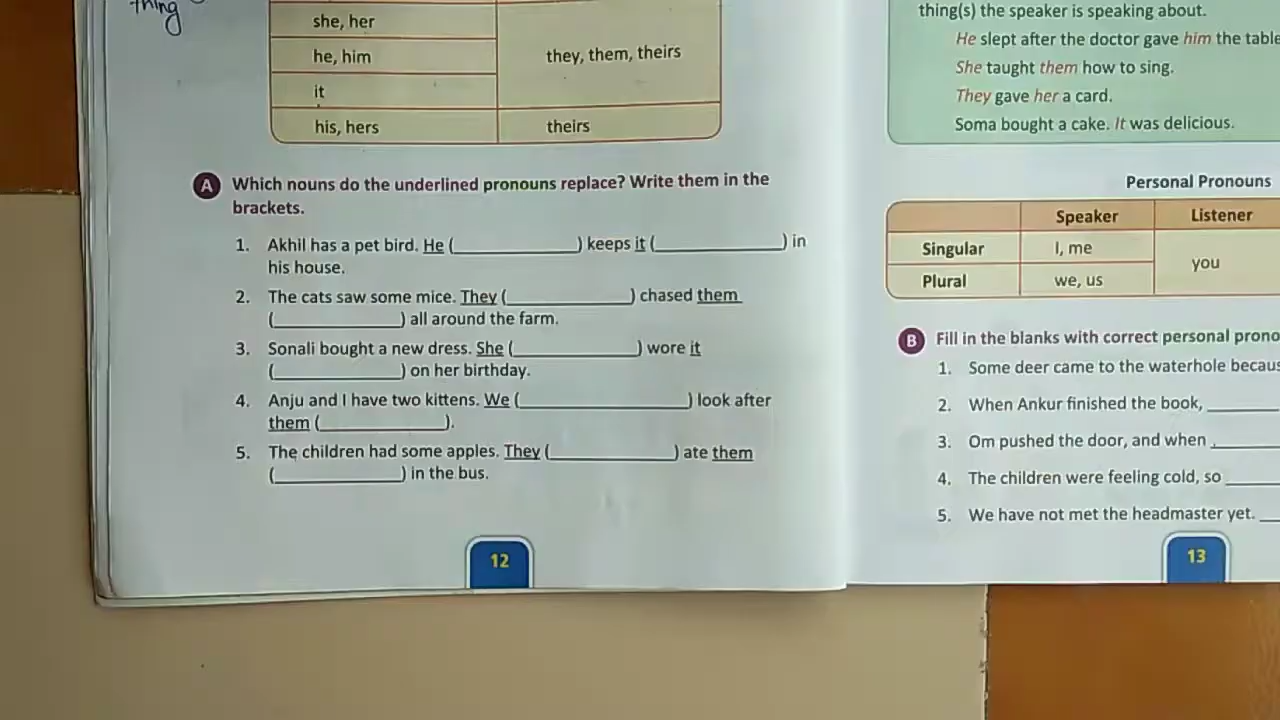 thing
she, her
he, him
they, them, theirs
it
his, hers
theirs
A Which nouns do the underlined pronouns replace? Write them in the
brackets.
1. Akhil has a pet bird. He (____________) keeps it (____________) in
his house.
2. The cats saw some mice. They (____________) chased them
(____________) all around the farm.
3. Sonali bought a new dress. She (____________) wore it
(____________) on her birthday.
4. Anju and I have two kittens. We (________________) look after
them (____________).
5. The children had some apples. They (____________) ate them
(____________) in the bus.
12
thing(s) the speaker is speaking about.
He slept after the doctor gave him the
She taught them how to sing.
They gave her a card.
Soma bought a cake. It was delicious.
Personal Pronouns
Speaker Listener
Singular I, me
you
Plural we, us
B Fill in the blanks with correct personal
1. Some deer came to the waterhole
2. When Ankur finished the book, _______
3. Om pushed the door, and when _______
4. The children were feeling cold, so _____
5. We have not met the headmaster yet. __
13